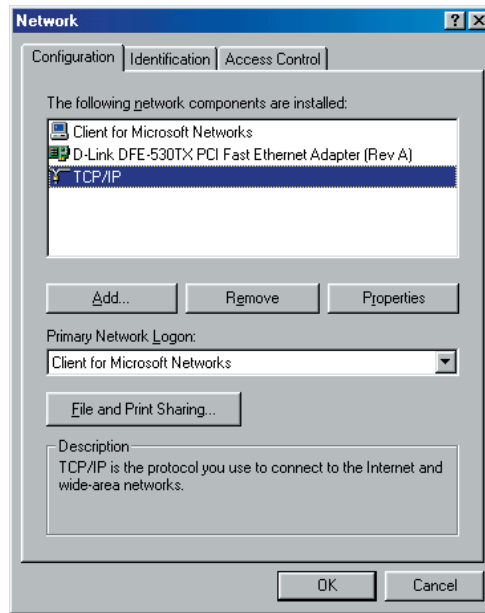 Network
Configuration Identification Access Control
The following network components are installed:
Client for Microsoft Networks
D-Link DFE-530TX PCI Fast Ethernet Adapter (Rev A)
TCP/IP
Add... Remove Properties
Primary Network Logon:
Client for Microsoft Networks
File and Print Sharing...
Description
TCP/IP is the protocol you use to connect to the Internet and
wide-area networks.
OK Cancel